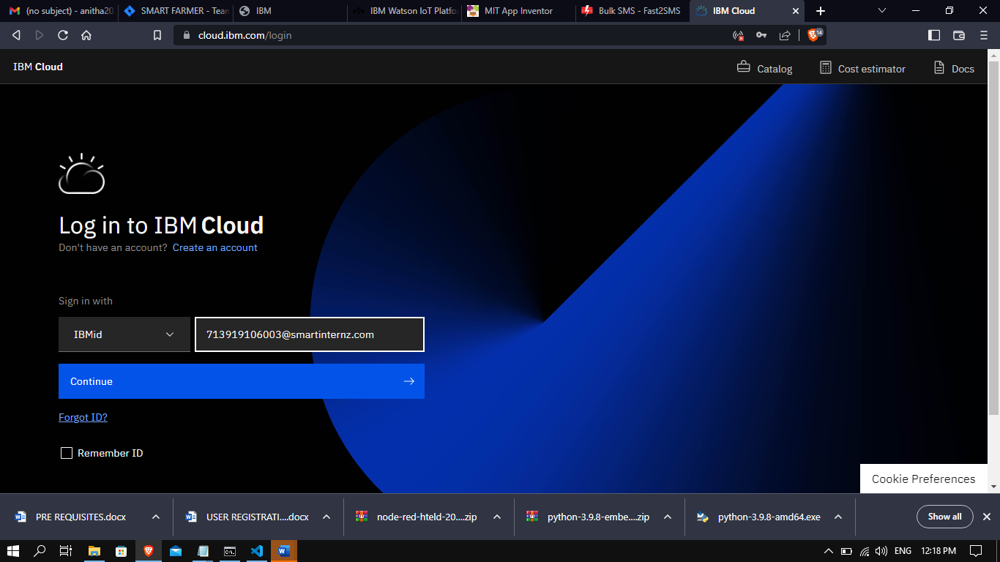 (no subject) - anitha20
SMART FARMER - Team
IBM
IBM Watson IoT Platfo
MIT App Inventor
Bulk SMS - Fast2SMS
IBM Cloud
cloud.ibm.com/login
14
IBM Cloud
Catalog
Cost estimator
Docs
Log in to IBM Cloud
Don't have an account? Create an account
Sign in with
IBMid
713919106003@smartinternz.com
Continue
Forgot ID?
Remember ID
Cookie Preferences
PRE REQUISITES.docx
USER REGISTRATI....docx
node-red-hteld-20....zip
python-3.9.8-embe....zip
python-3.9.8-amd64.exe
Show all
ENG
12:18 PM